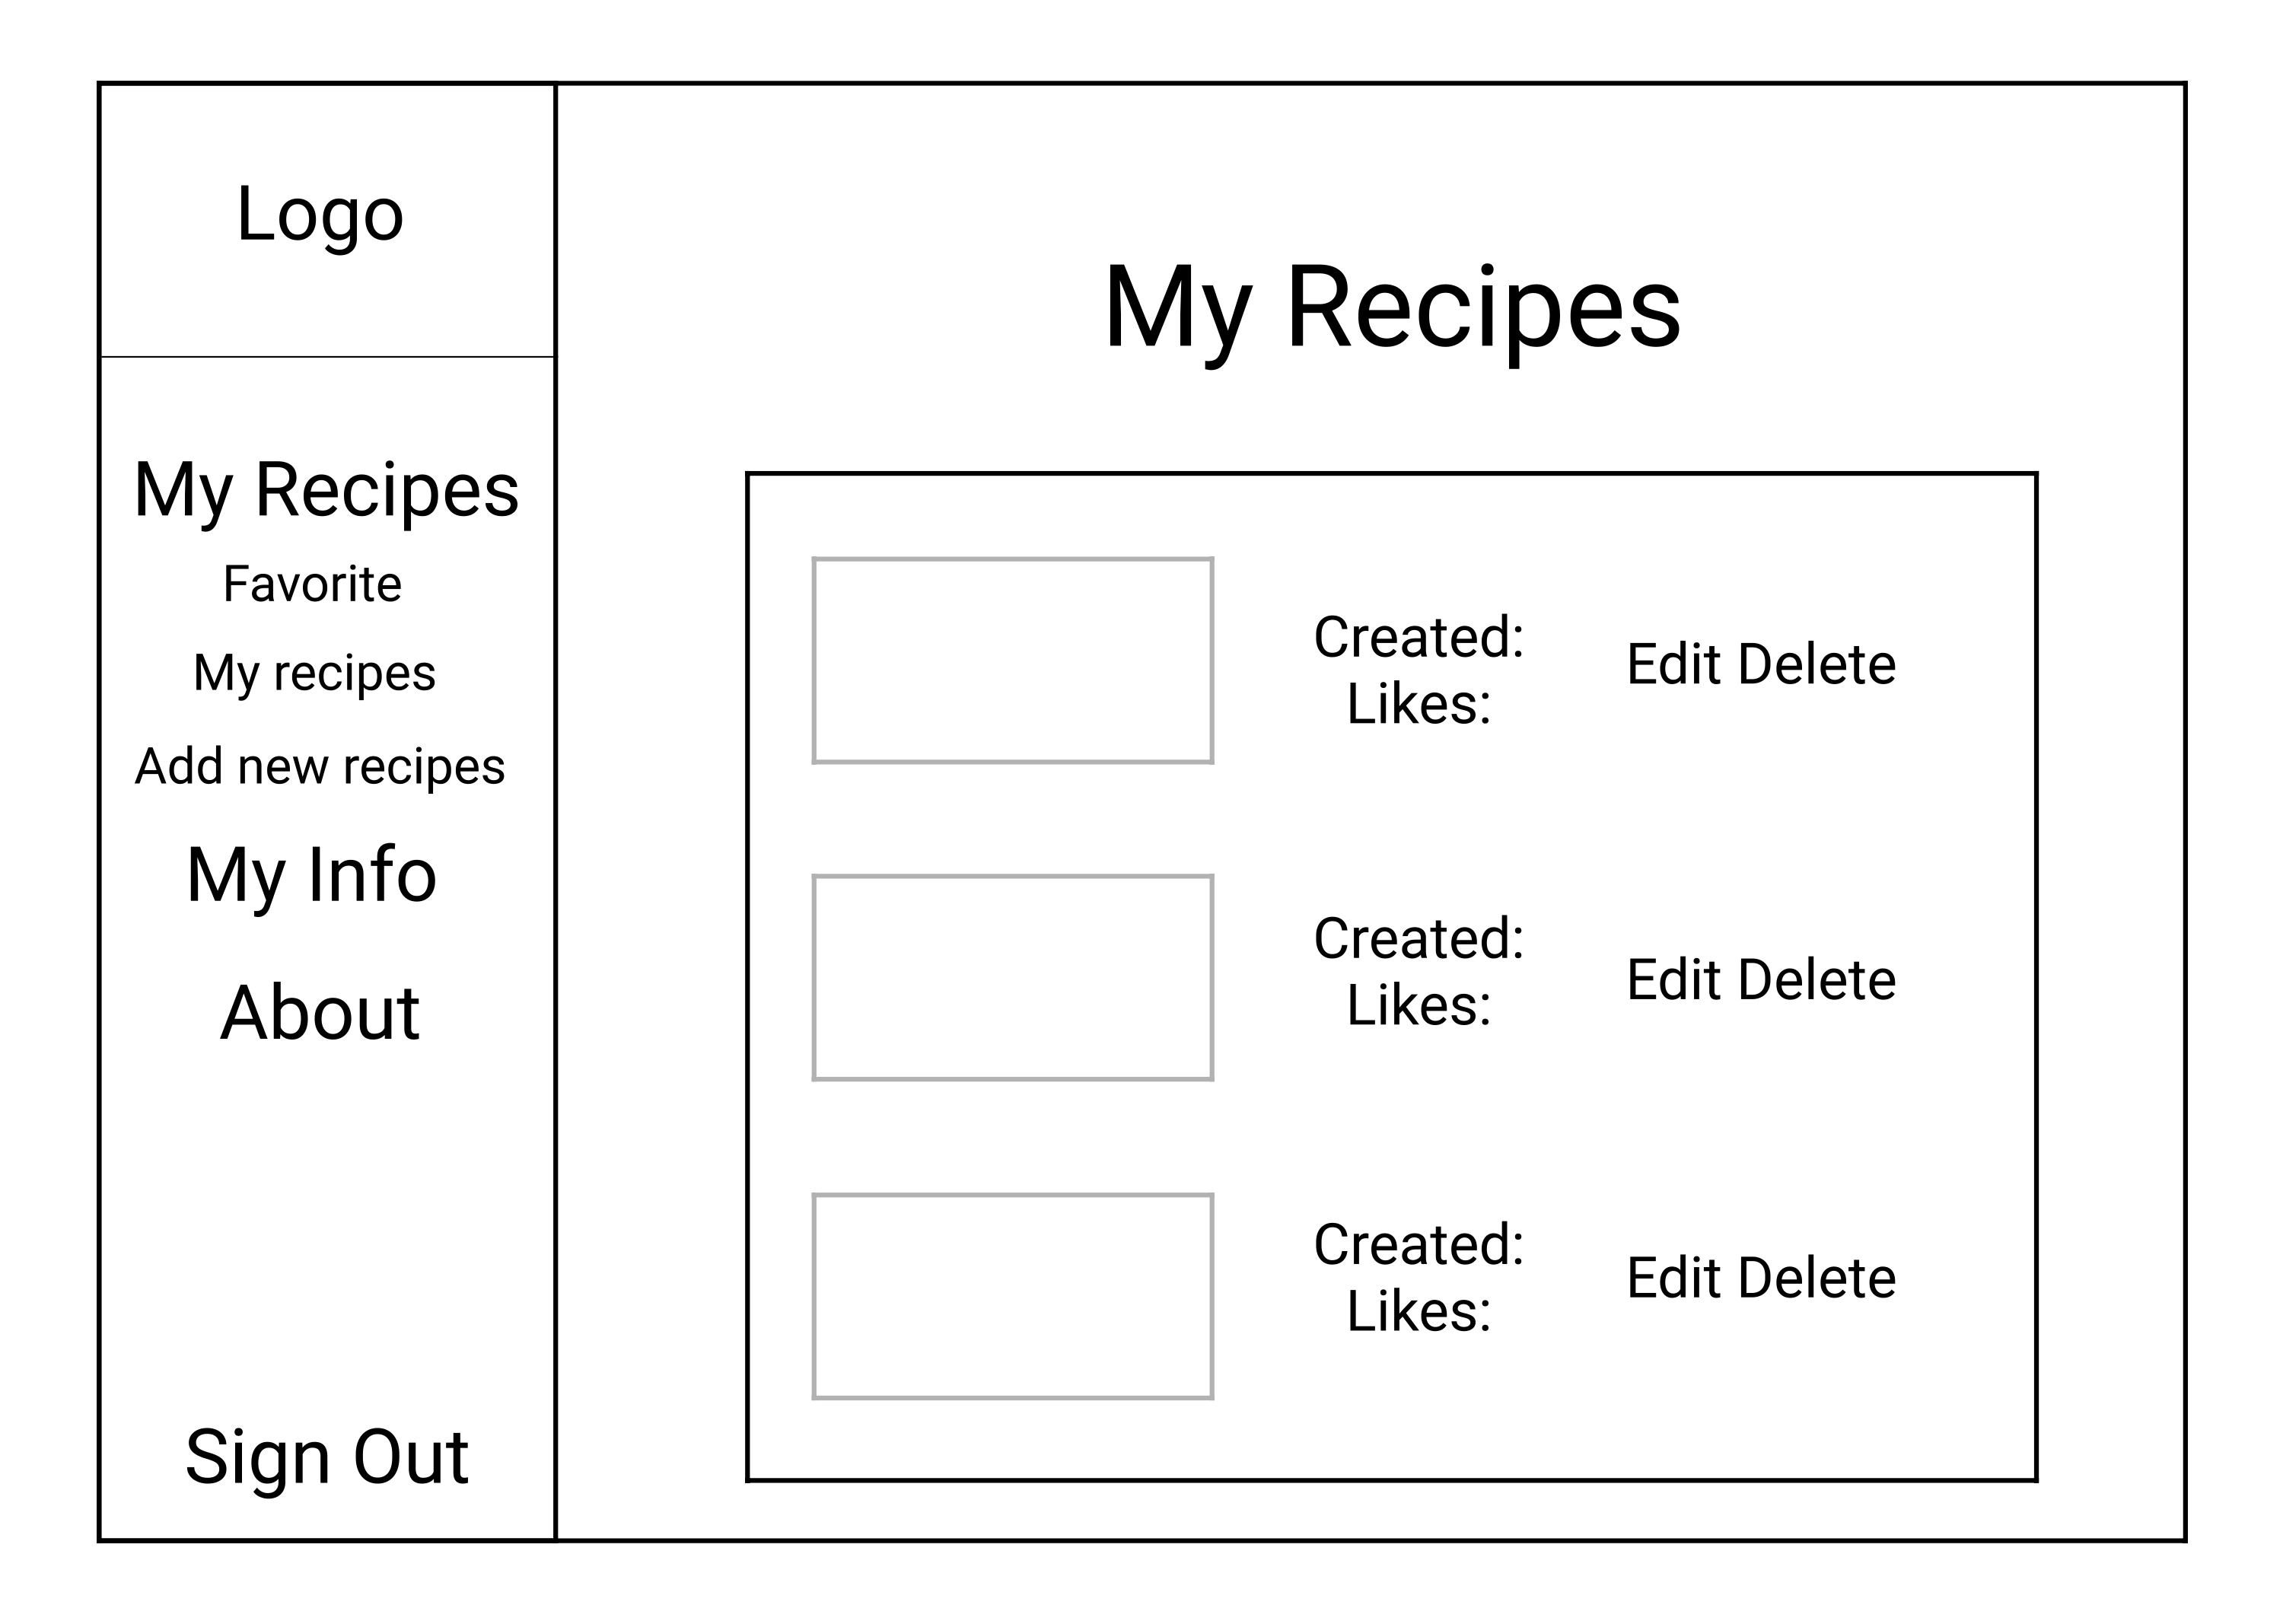 Logo
My Recipes
Favorite
My recipes
Add new recipes
My Info
About
Sign Out
My Recipes
Created:
Likes:
Edit Delete
Created:
Likes:
Edit Delete
Created:
Likes:
Edit Delete